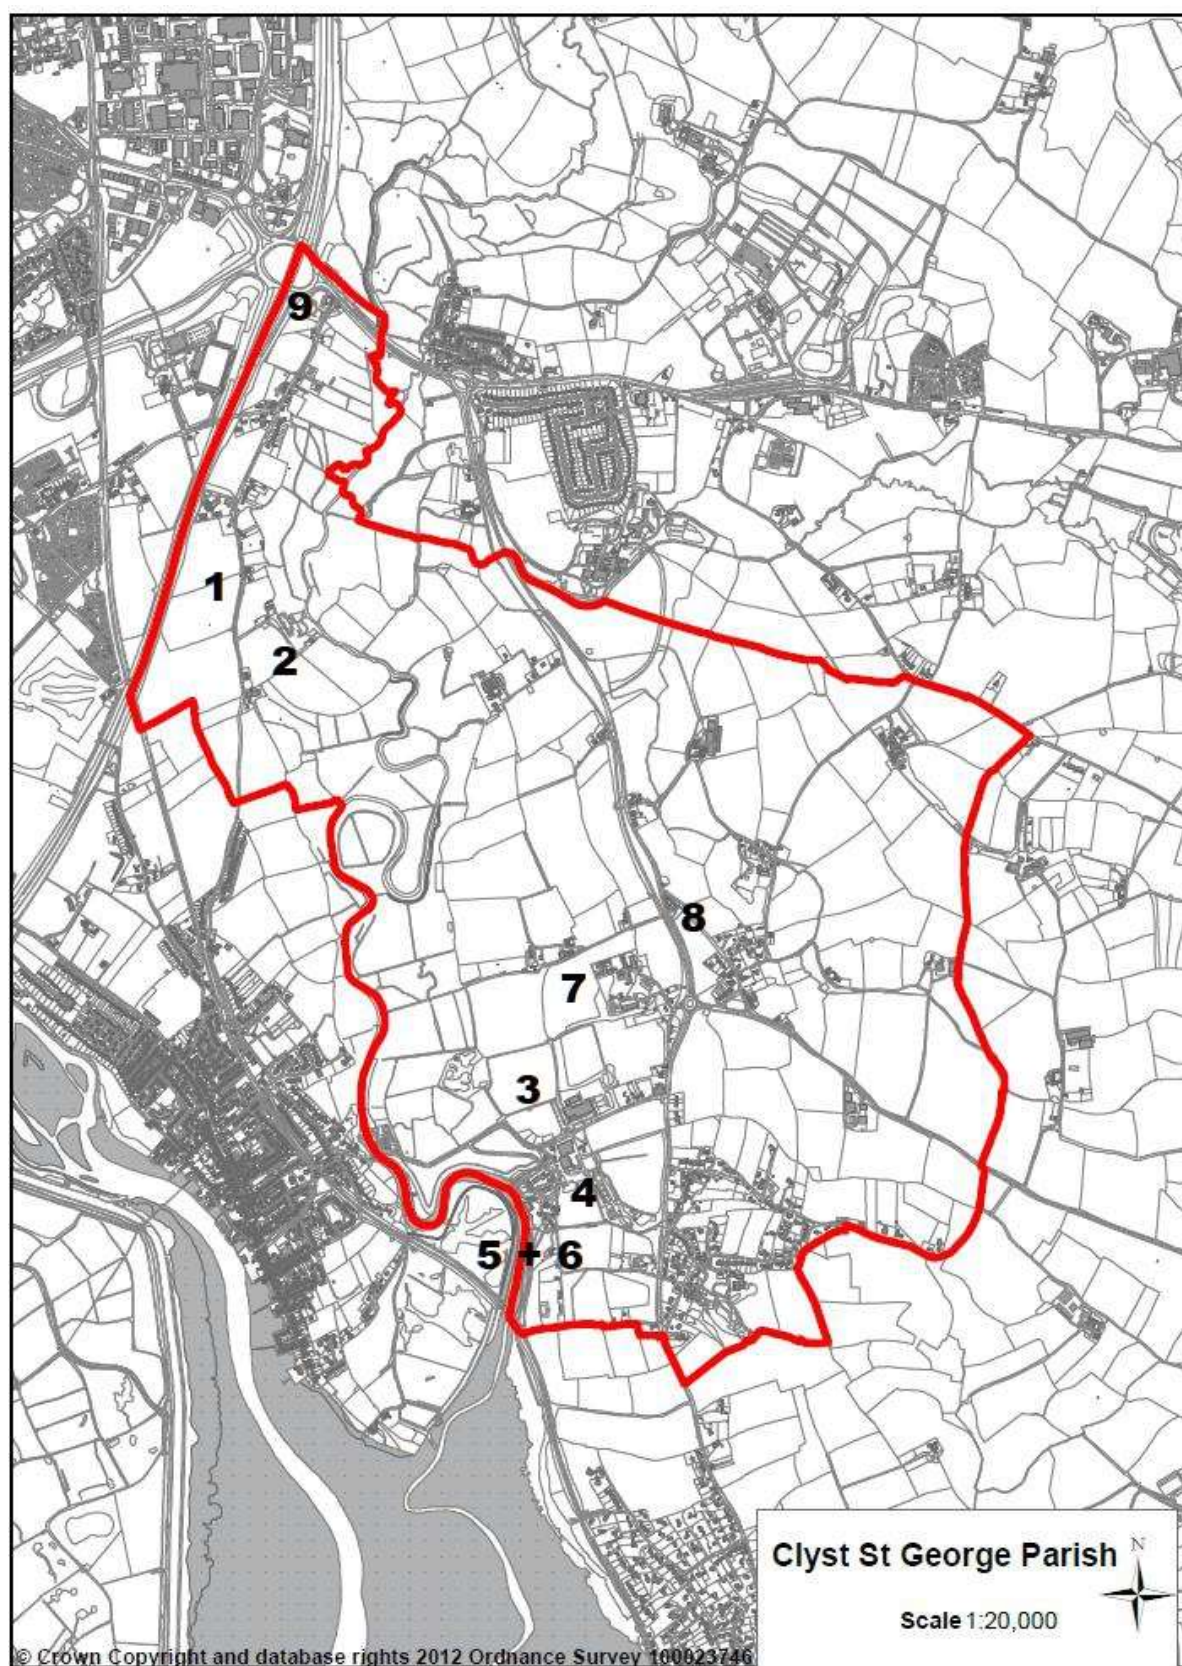 9
1
2
8
7
3
4
5 + 6
Clyst St George Parish
N
Scale 1:20,000
© Crown Copyright and database rights 2012 Ordnance Survey 100023746